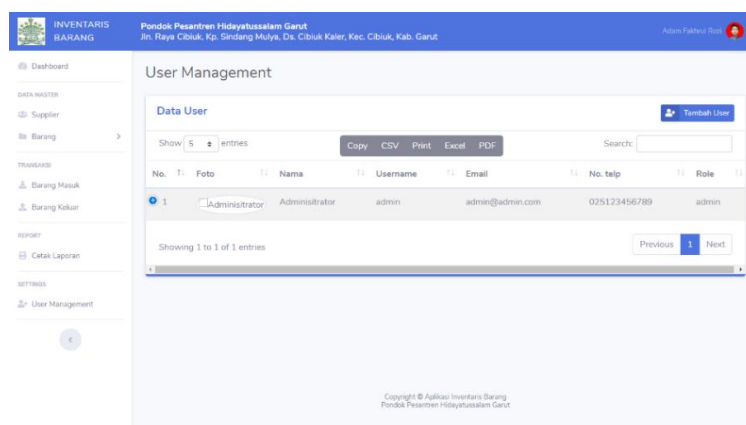 INVENTARIS
BARANG
Pondok Pesantren Hidayatussalam Garut
Jln. Raya Cibiuk, Kp. Sindang Mulya, Ds. Cibiuk Kaler, Kec. Cibiuk, Kab. Garut
Adam Fakhrul Rozi
Dashboard
DATA MASTER
Supplier
Barang
TRANSAKSI
Barang Masuk
Barang Keluar
REPORT
Cetak Laporan
SETTINGS
User Management
User Management
Data User
Tambah User
Show 5 entries
Copy CSV Print Excel PDF
Search:
No. Foto Nama Username Email No. telp Role
1 Adminisitrator Adminisitrator admin admin@admin.com 025123456789 admin
Showing 1 to 1 of 1 entries
Previous 1 Next
Copyright © Aplikasi Inventaris Barang
Pondok Pesantren Hidayatussalam Garut